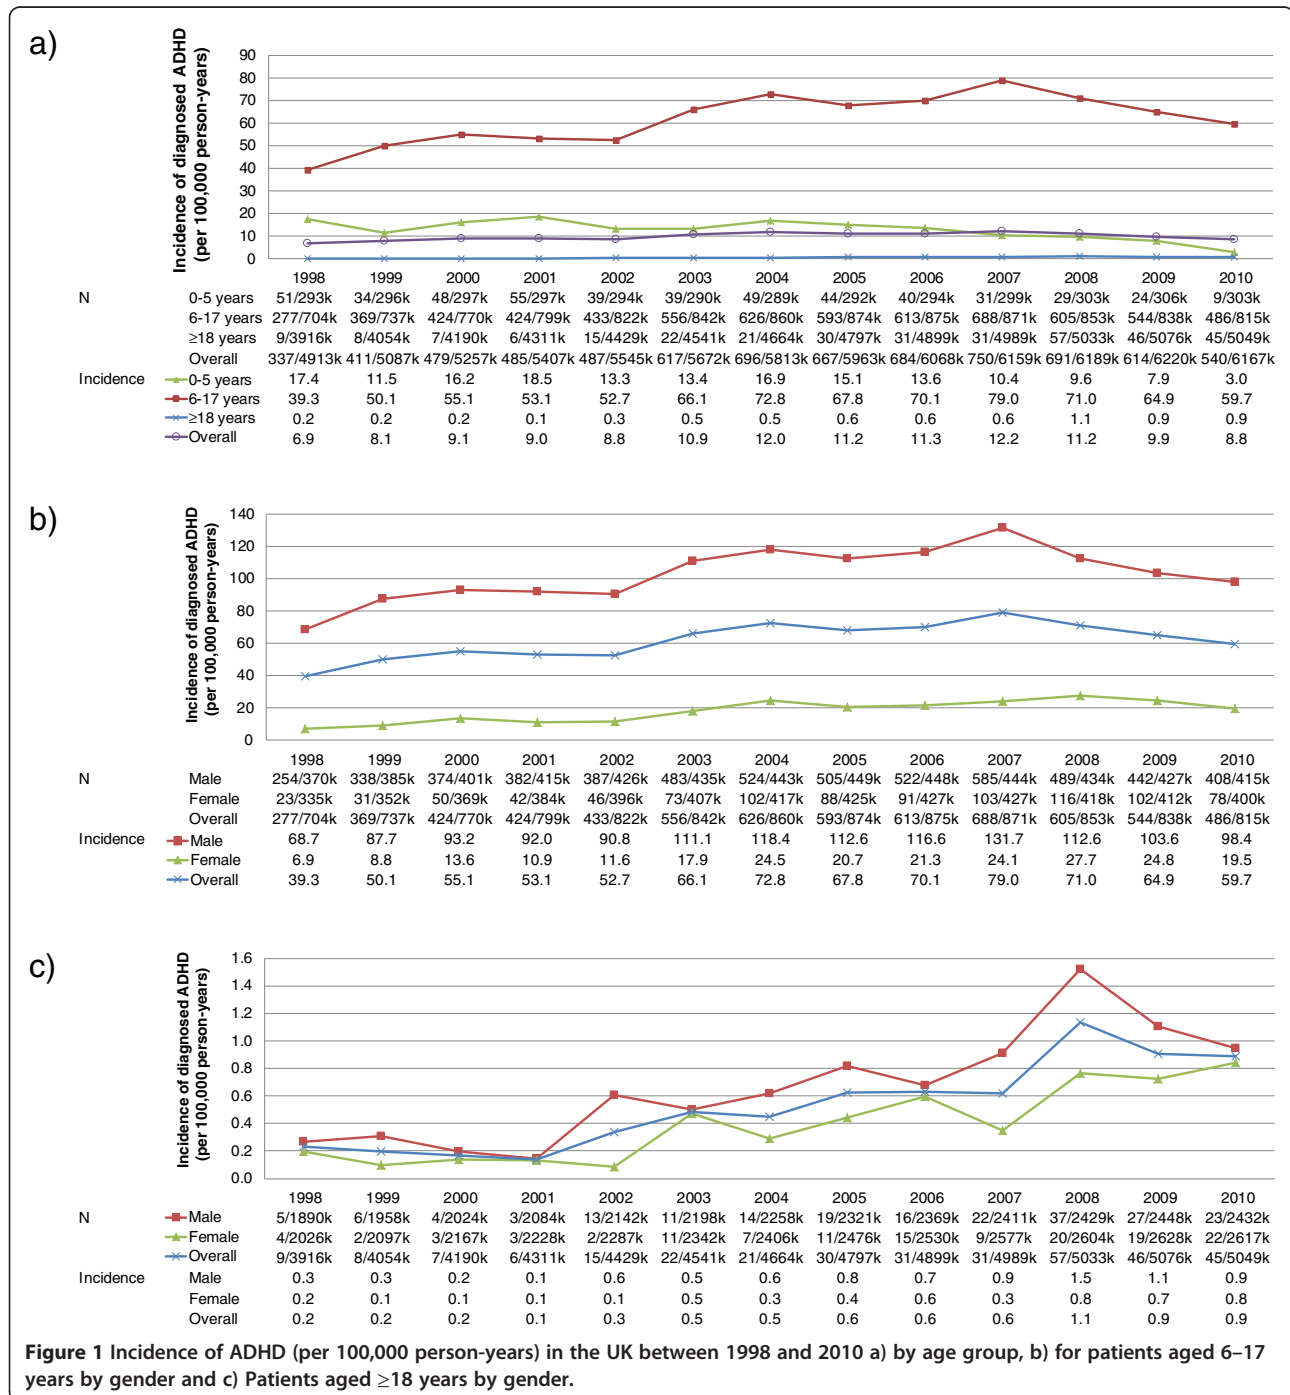 a)
Incidence of diagnosed ADHD
(per 100,000 person-years)
90
80
70
60
50
40
30
20
10
0
1998 1999 2000 2001 2002 2003 2004 2005 2006 2007 2008 2009 2010
N 0-5 years 51/293k 34/296k 48/297k 55/297k 39/294k 39/290k 49/289k 44/292k 40/294k 31/299k 29/303k 24/306k 9/303k
6-17 years 277/704k 369/737k 424/770k 424/799k 433/822k 556/842k 626/860k 593/874k 613/875k 688/871k 605/853k 544/838k 486/815k
≥18 years 9/3916k 8/4054k 7/4190k 6/4311k 15/4429k 22/4541k 21/4664k 30/4797k 31/4899k 31/4989k 57/5033k 46/5076k 45/5049k
Overall 337/4913k 411/5087k 479/5257k 485/5407k 487/5545k 617/5672k 696/5813k 667/5963k 684/6068k 750/6159k 691/6189k 614/6220k 540/6167k
Incidence 0-5 years 17.4 11.5 16.2 18.5 13.3 13.4 16.9 15.1 13.6 10.4 9.6 7.9 3.0
6-17 years 39.3 50.1 55.1 53.1 52.7 66.1 72.8 67.8 70.1 79.0 71.0 64.9 59.7
≥18 years 0.2 0.2 0.2 0.1 0.3 0.5 0.5 0.6 0.6 0.6 1.1 0.9 0.9
Overall 6.9 8.1 9.1 9.0 8.8 10.9 12.0 11.2 11.3 12.2 11.2 9.9 8.8
b)
Incidence of diagnosed ADHD
(per 100,000 person-years)
140
120
100
80
60
40
20
0
1998 1999 2000 2001 2002 2003 2004 2005 2006 2007 2008 2009 2010
N Male 254/370k 338/385k 374/401k 382/415k 387/426k 483/435k 524/443k 505/449k 522/448k 585/444k 489/434k 442/427k 408/415k
Female 23/335k 31/352k 50/369k 42/384k 46/396k 73/407k 102/417k 88/425k 91/427k 103/427k 116/418k 102/412k 78/400k
Overall 277/704k 369/737k 424/770k 424/799k 433/822k 556/842k 626/860k 593/874k 613/875k 688/871k 605/853k 544/838k 486/815k
Incidence Male 68.7 87.7 93.2 92.0 90.8 111.1 118.4 112.6 116.6 131.7 112.6 103.6 98.4
Female 6.9 8.8 13.6 10.9 11.6 17.9 24.5 20.7 21.3 24.1 27.7 24.8 19.5
Overall 39.3 50.1 55.1 53.1 52.7 66.1 72.8 67.8 70.1 79.0 71.0 64.9 59.7
c)
Incidence of diagnosed ADHD
(per 100,000 person-years)
1.6
1.4
1.2
1.0
0.8
0.6
0.4
0.2
0.0
1998 1999 2000 2001 2002 2003 2004 2005 2006 2007 2008 2009 2010
N Male 5/1890k 6/1958k 4/2024k 3/2084k 13/2142k 11/2198k 14/2258k 19/2321k 16/2369k 22/2411k 37/2429k 27/2448k 23/2432k
Female 4/2026k 2/2097k 3/2167k 3/2228k 2/2287k 11/2342k 7/2406k 11/2476k 15/2530k 9/2577k 20/2604k 19/2628k 22/2617k
Overall 9/3916k 8/4054k 7/4190k 6/4311k 15/4429k 22/4541k 21/4664k 30/4797k 31/4899k 31/4989k 57/5033k 46/5076k 45/5049k
Incidence Male 0.3 0.3 0.2 0.1 0.6 0.5 0.6 0.8 0.7 0.9 1.5 1.1 0.9
Female 0.2 0.1 0.1 0.1 0.1 0.5 0.3 0.4 0.6 0.3 0.8 0.7 0.8
Overall 0.2 0.2 0.2 0.1 0.3 0.5 0.5 0.6 0.6 0.6 1.1 0.9 0.9
Figure 1 Incidence of ADHD (per 100,000 person-years) in the UK between 1998 and 2010 a) by age group, b) for patients aged 6–17
years by gender and c) Patients aged ≥18 years by gender.